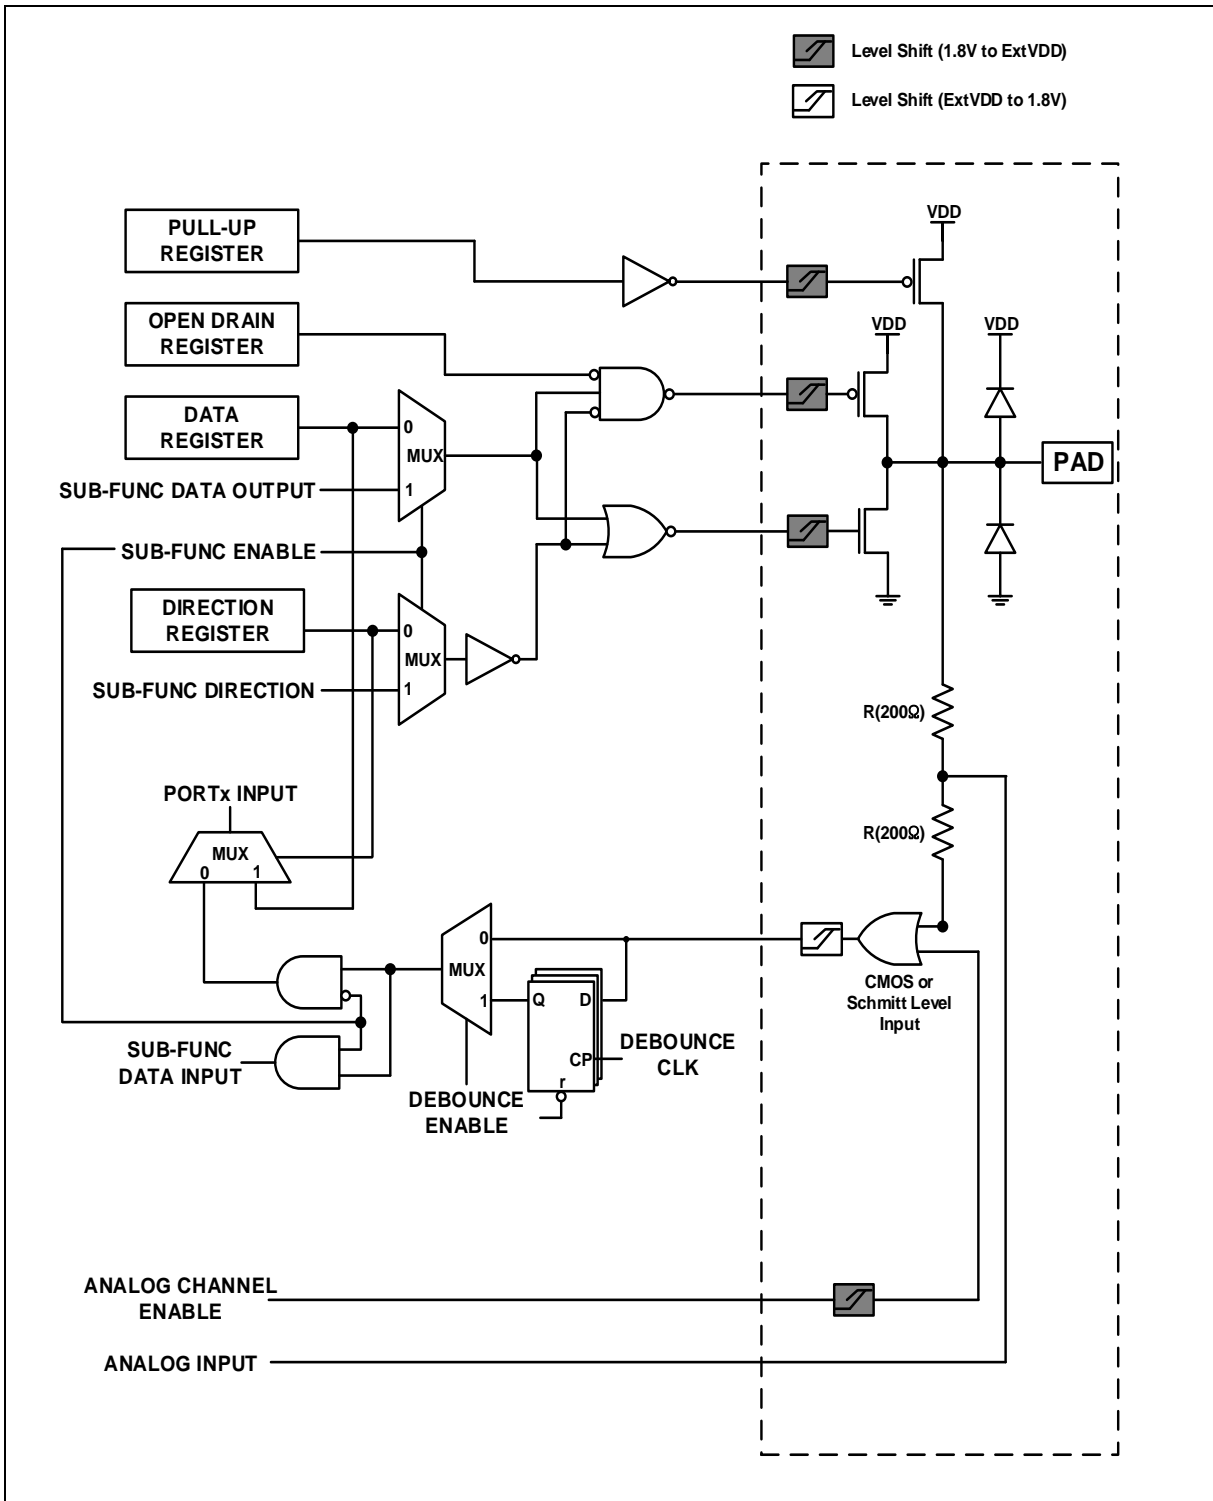 Level Shift (1.8V to ExtVDD)
Level Shift (ExtVDD to 1.8V)
VDD
PULL-UP
REGISTER
OPEN DRAIN
REGISTER
VDD
VDD
DATA
REGISTER
0
MUX
1
PAD
SUB-FUNC DATA OUTPUT
SUB-FUNC ENABLE
DIRECTION
REGISTER
0
MUX
1
SUB-FUNC DIRECTION
R(200Ω)
PORTx INPUT
R(200Ω)
MUX
0 1
0
MUX
1
Q D
CP
r
CMOS or
Schmitt Level
Input
DEBOUNCE
CLK
SUB-FUNC
DATA INPUT
DEBOUNCE
ENABLE
ANALOG CHANNEL
ENABLE
ANALOG INPUT